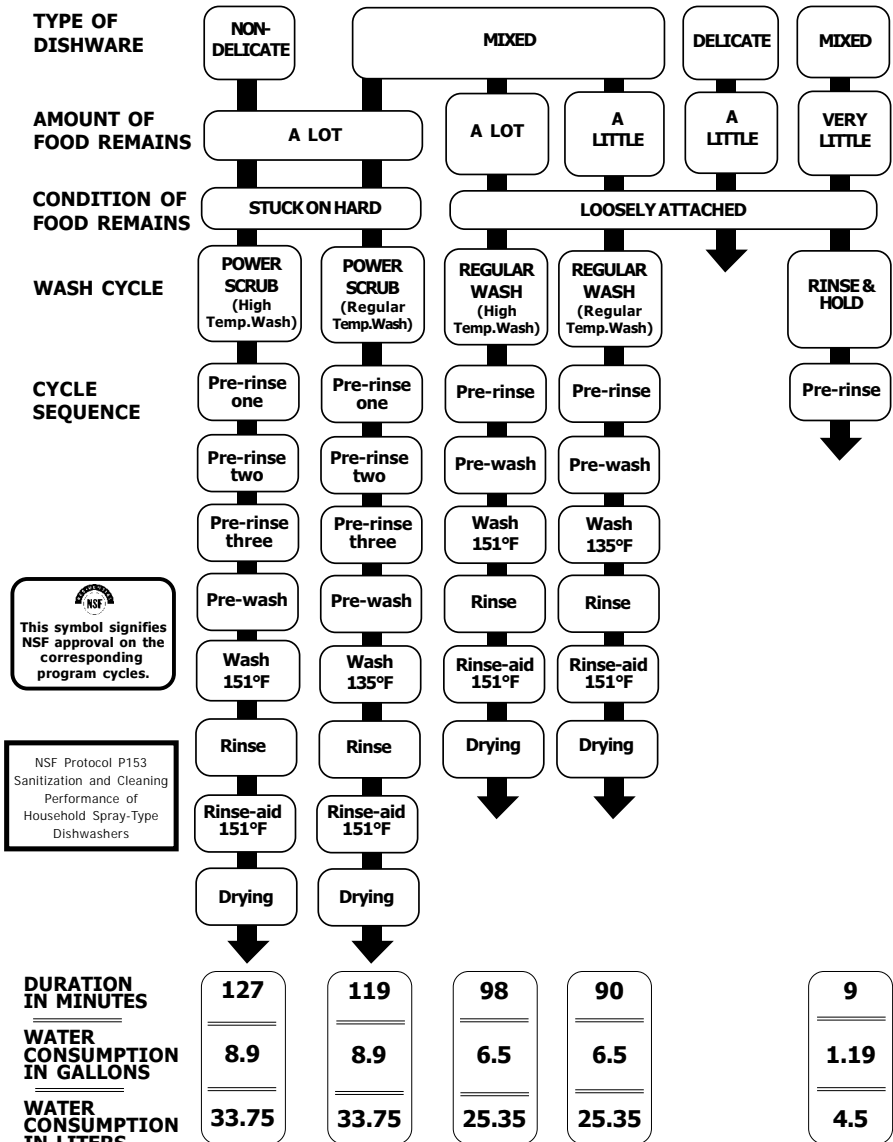 TYPE OF
DISHWARE
NON-
DELICATE
MIXED
DELICATE
MIXED
AMOUNT OF
FOOD REMAINS
A LOT
A LOT
A
LITTLE
A
LITTLE
VERY
LITTLE
CONDITION OF
FOOD REMAINS
STUCK ON HARD
LOOSELY ATTACHED
WASH CYCLE
POWER
SCRUB
(High
Temp.Wash)
POWER
SCRUB
(Regular
Temp.Wash)
REGULAR
WASH
(High
Temp.Wash)
REGULAR
WASH
(Regular
Temp.Wash)
RINSE &
HOLD
CYCLE
SEQUENCE
Pre-rinse
one
Pre-rinse
one
Pre-rinse
Pre-rinse
Pre-rinse
Pre-rinse
two
Pre-rinse
two
Pre-wash
Pre-wash
Pre-rinse
three
Pre-rinse
three
Wash
151°F
Wash
135°F
NSF
This symbol signifies
NSF approval on the
corresponding
program cycles.
Pre-wash
Pre-wash
Rinse
Rinse
Wash
151°F
Wash
135°F
Rinse-aid
151°F
Rinse-aid
151°F
NSF Protocol P153
Sanitization and Cleaning
Performance of
Household Spray-Type
Dishwashers
Rinse
Rinse
Drying
Drying
Rinse-aid
151°F
Rinse-aid
151°F
Drying
Drying
DURATION
IN MINUTES
127
119
98
90
9
WATER
CONSUMPTION
IN GALLONS
8.9
8.9
6.5
6.5
1.19
WATER
CONSUMPTION
IN LITERS
33.75
33.75
25.35
25.35
4.5